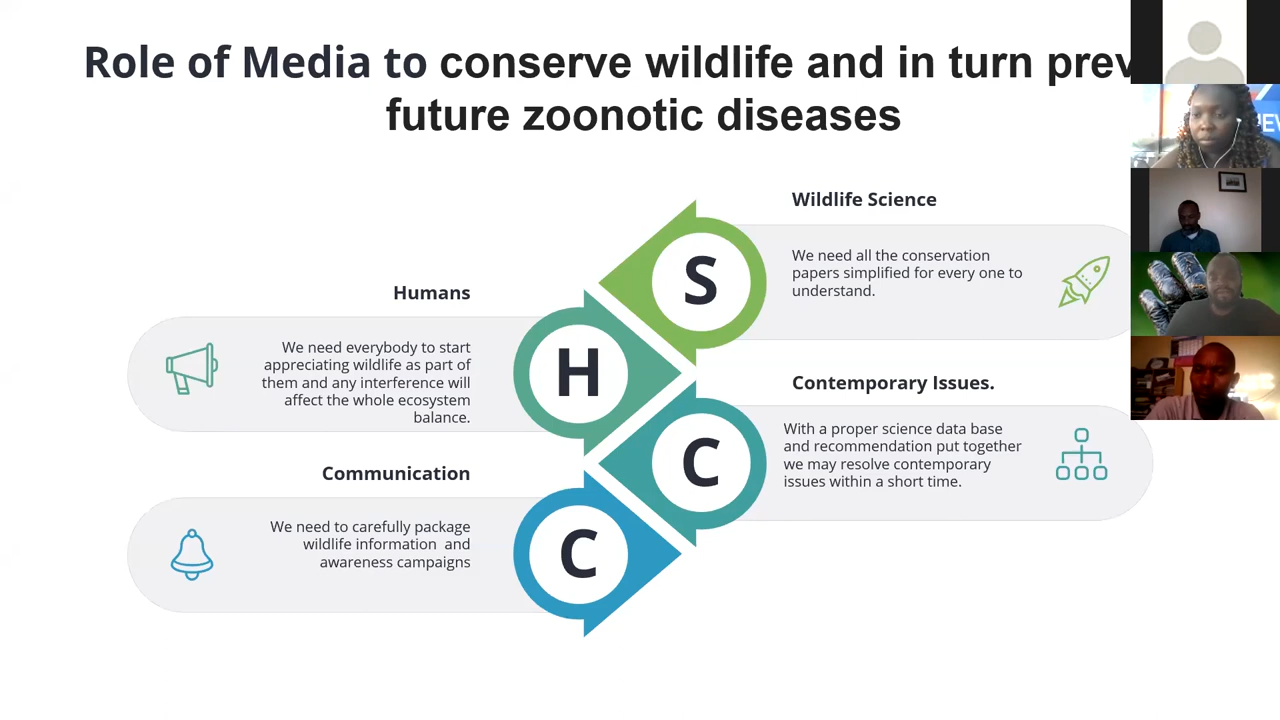 Role of Media to conserve wildlife and in turn prev
future zoonotic diseases
Wildlife Science
We need all the conservation
papers simplified for every one to
understand.
S
Humans
We need everybody to start
appreciating wildlife as part of
them and any interference will
affect the whole ecosystem
balance.
H
Contemporary Issues.
With a proper science data base
and recommendation put together
we may resolve contemporary
issues within a short time.
C
Communication
We need to carefully package
wildlife information and
awareness campaigns
C